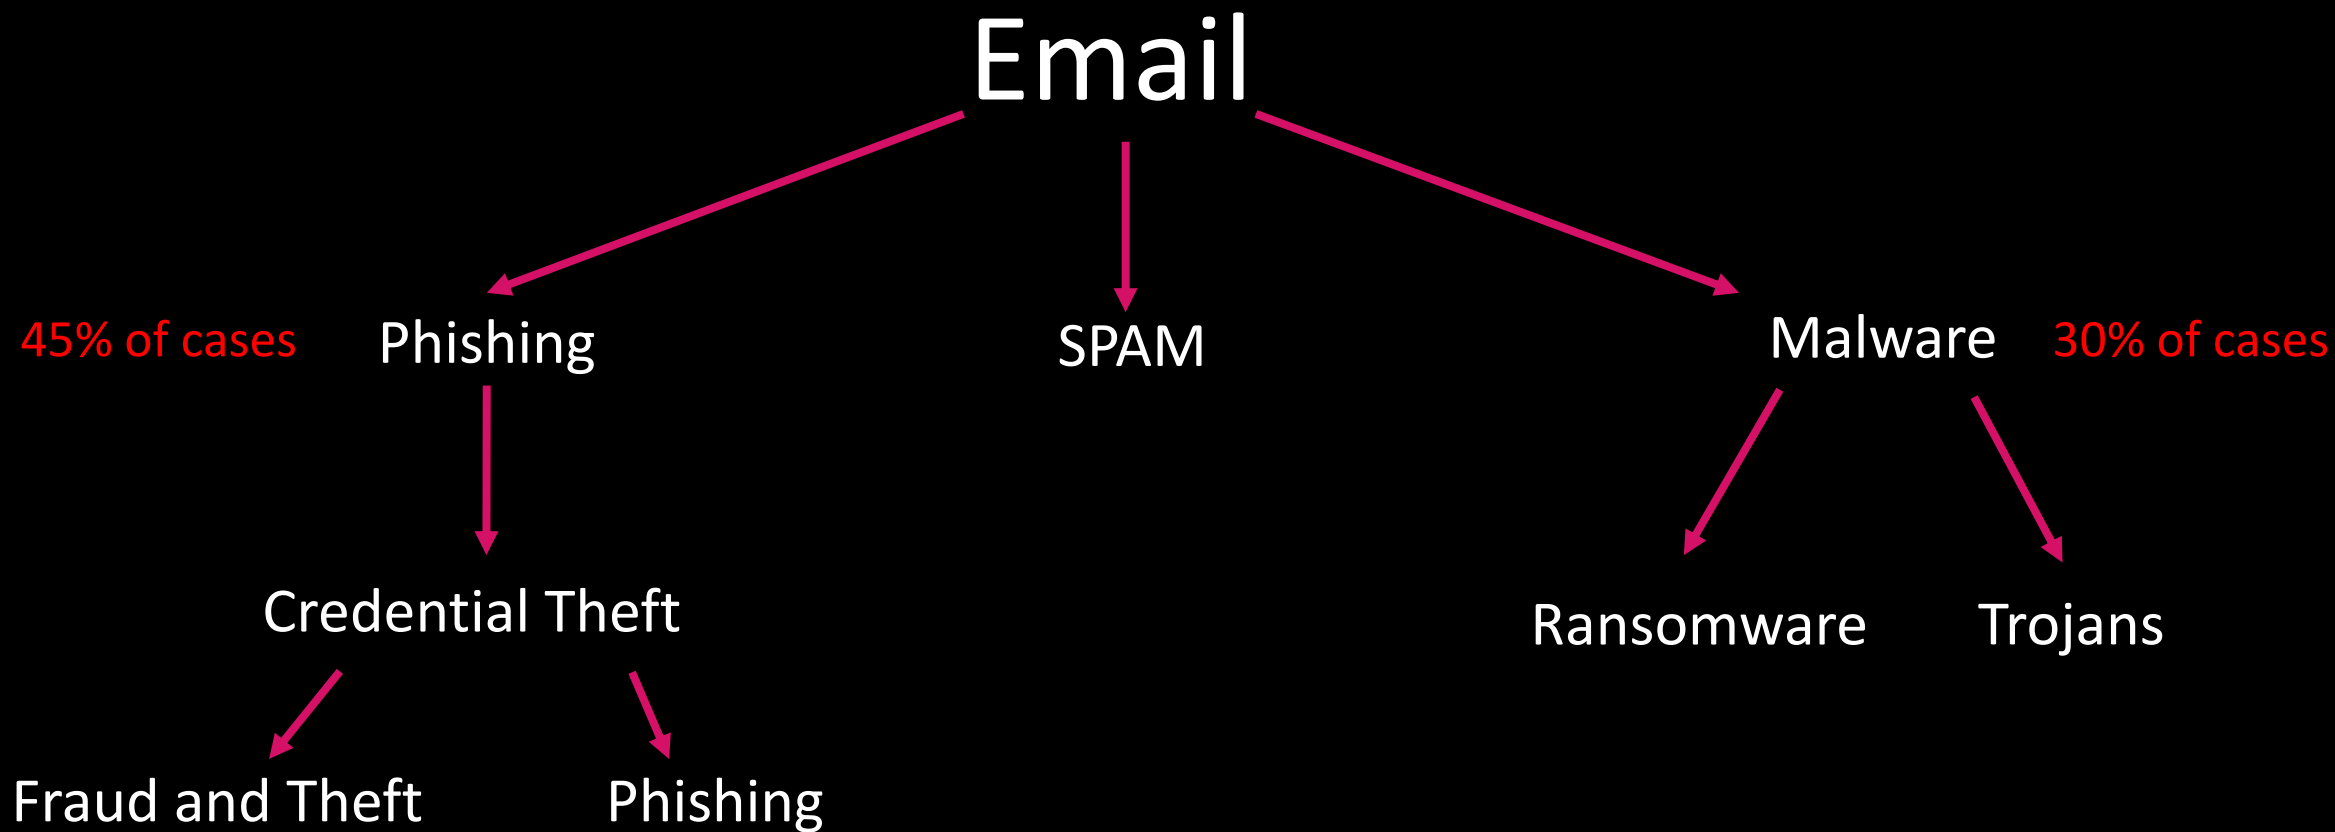 Email
45% of cases
Phishing
SPAM
Malware
30% of cases
Credential Theft
Ransomware
Trojans
Fraud and Theft
Phishing